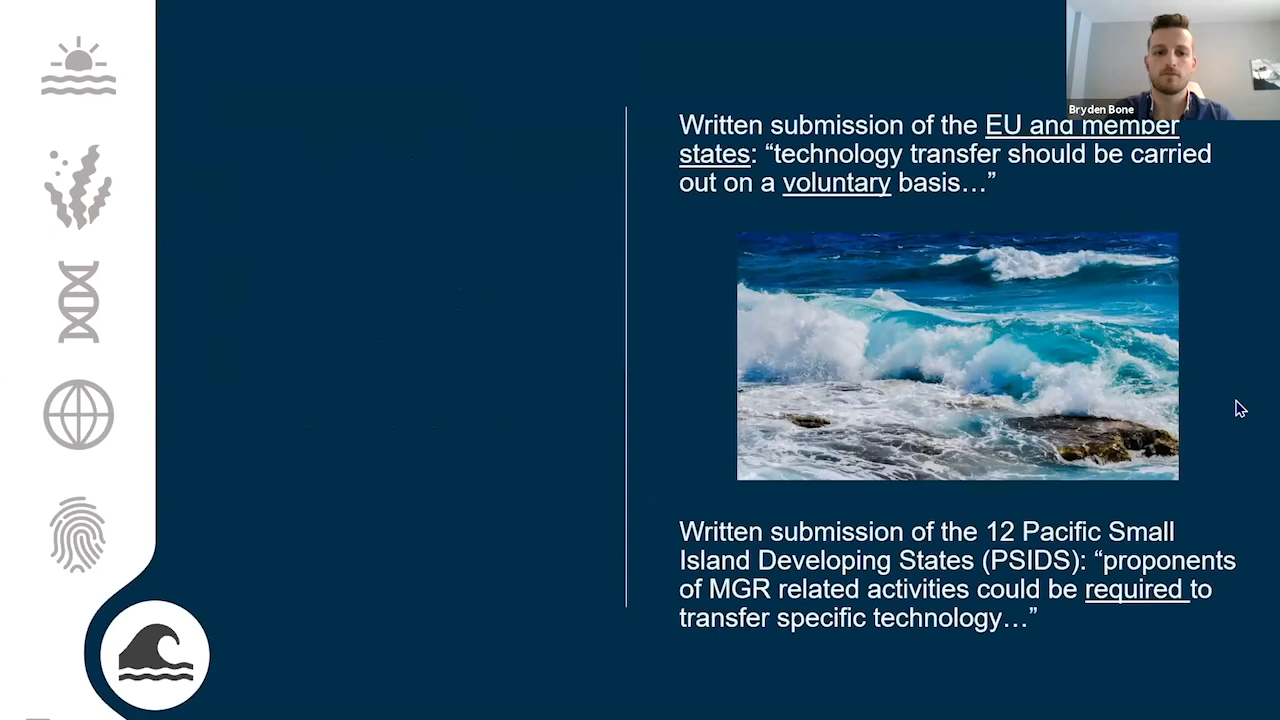 Bryden Bone
Written submission of the EU and member
states: “technology transfer should be carried
out on a voluntary basis…”
Written submission of the 12 Pacific Small
Island Developing States (PSIDS): “proponents
of MGR related activities could be required to
transfer specific technology…”